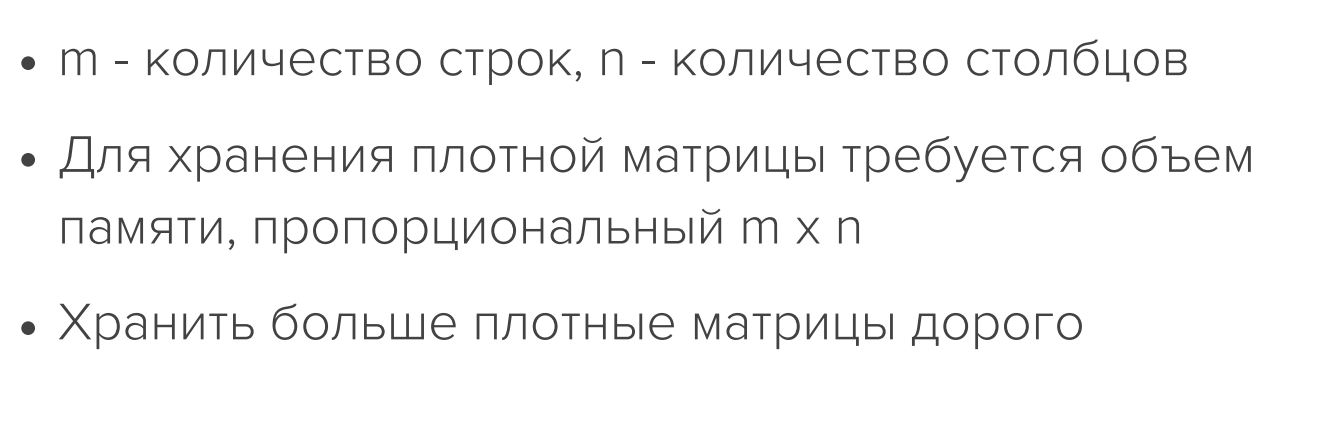 • m - количество строк, n - количество столбцов
• Для хранения плотной матрицы требуется объем
памяти, пропорциональный m x n
• Хранить больше плотные матрицы дорого